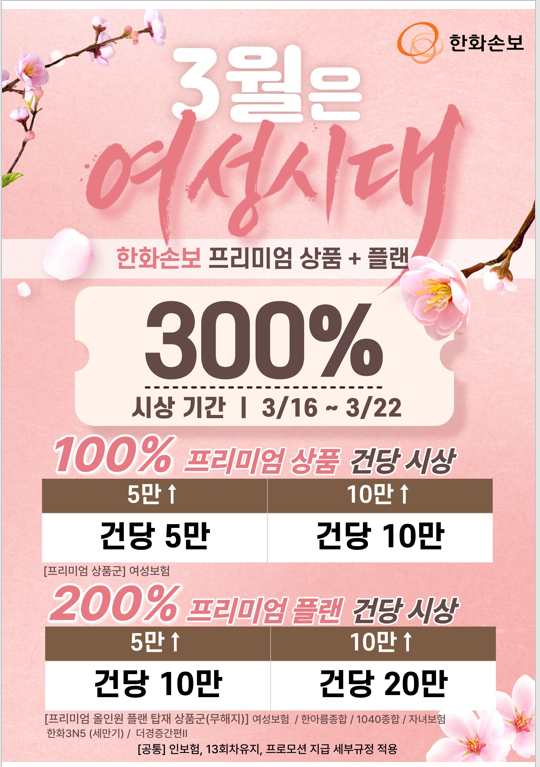 한화손보
3월은
여성시대
한화손보 프리미엄 상품 + 플랜
300%
시상 기간 | 3/16 ~ 3/22
100% 프리미엄 상품 건당 시상
5만↑ 10만↑
건당 5만 건당 10만
[프리미엄 상품군] 여성보험
200% 프리미엄 플랜 건당 시상
5만↑ 10만↑
건당 10만 건당 20만
[프리미엄 올인원 플랜 탑재 상품군(무해지)] 여성보험 / 한아름종합 / 1040종합 / 자녀보험
한화3N5 (세만기) / 더경증간편II
[공통] 인보험, 13회차유지, 프로모션 지급 세부규정 적용